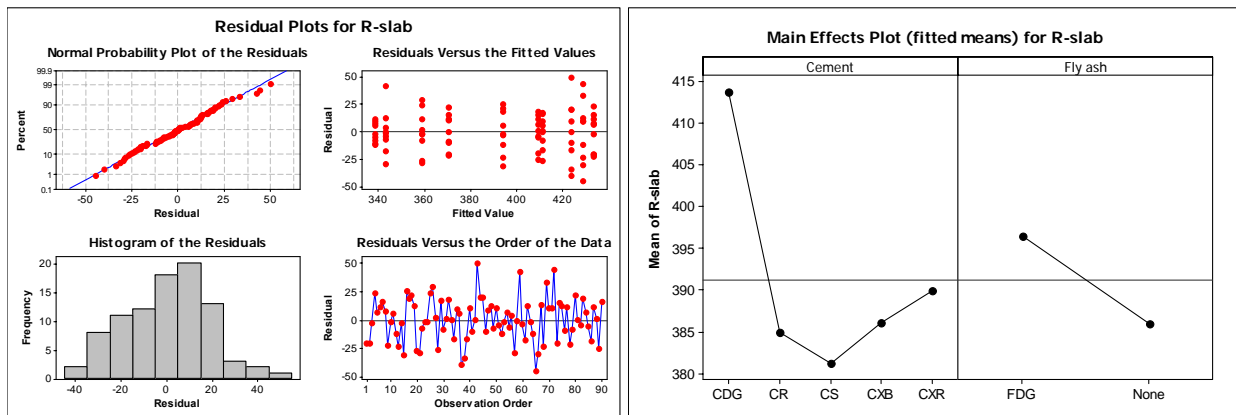 Residual Plots for R-slab
Normal Probability Plot of the Residuals
99.9
99
90
50
10
1
0.1
Percent
-50 -25 0 25 50
Residual
Residuals Versus the Fitted Values
50
25
0
-25
-50
Residual
340 360 380 400 420
Fitted Value
Histogram of the Residuals
20
15
10
5
0
Frequency
-40 -20 0 20 40
Residual
Residuals Versus the Order of the Data
50
25
0
-25
-50
Residual
1 10 20 30 40 50 60 70 80 90
Observation Order
Main Effects Plot (fitted means) for R-slab
Cement Fly ash
415
410
405
400
395
390
385
380
Mean of R-slab
CDG CR CS CXB CXR FDG None